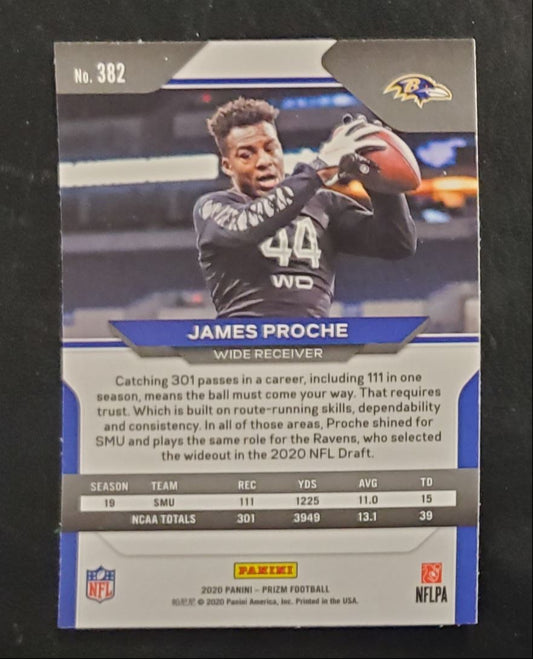 No. 382
B
44
WO
JAMES PROCHE
WIDE RECEIVER
Catching 301 passes in a career, including 111 in one
season, means the ball must come your way. That requires
trust. Which is built on route-running skills, dependability
and consistency. In all of those areas, Proche shined for
SMU and plays the same role for the Ravens, who selected
the wideout in the 2020 NFL Draft.
SEASON TEAM REC YDS AVG TD
19 SMU 111 1225 11.0 15
NCAA TOTALS 301 3949 13.1 39
PANINI
2020 PANINI – PRIZM FOOTBALL
帕尼尼 © 2020 Panini America, Inc. Printed in the USA.
NFL
NFLPA